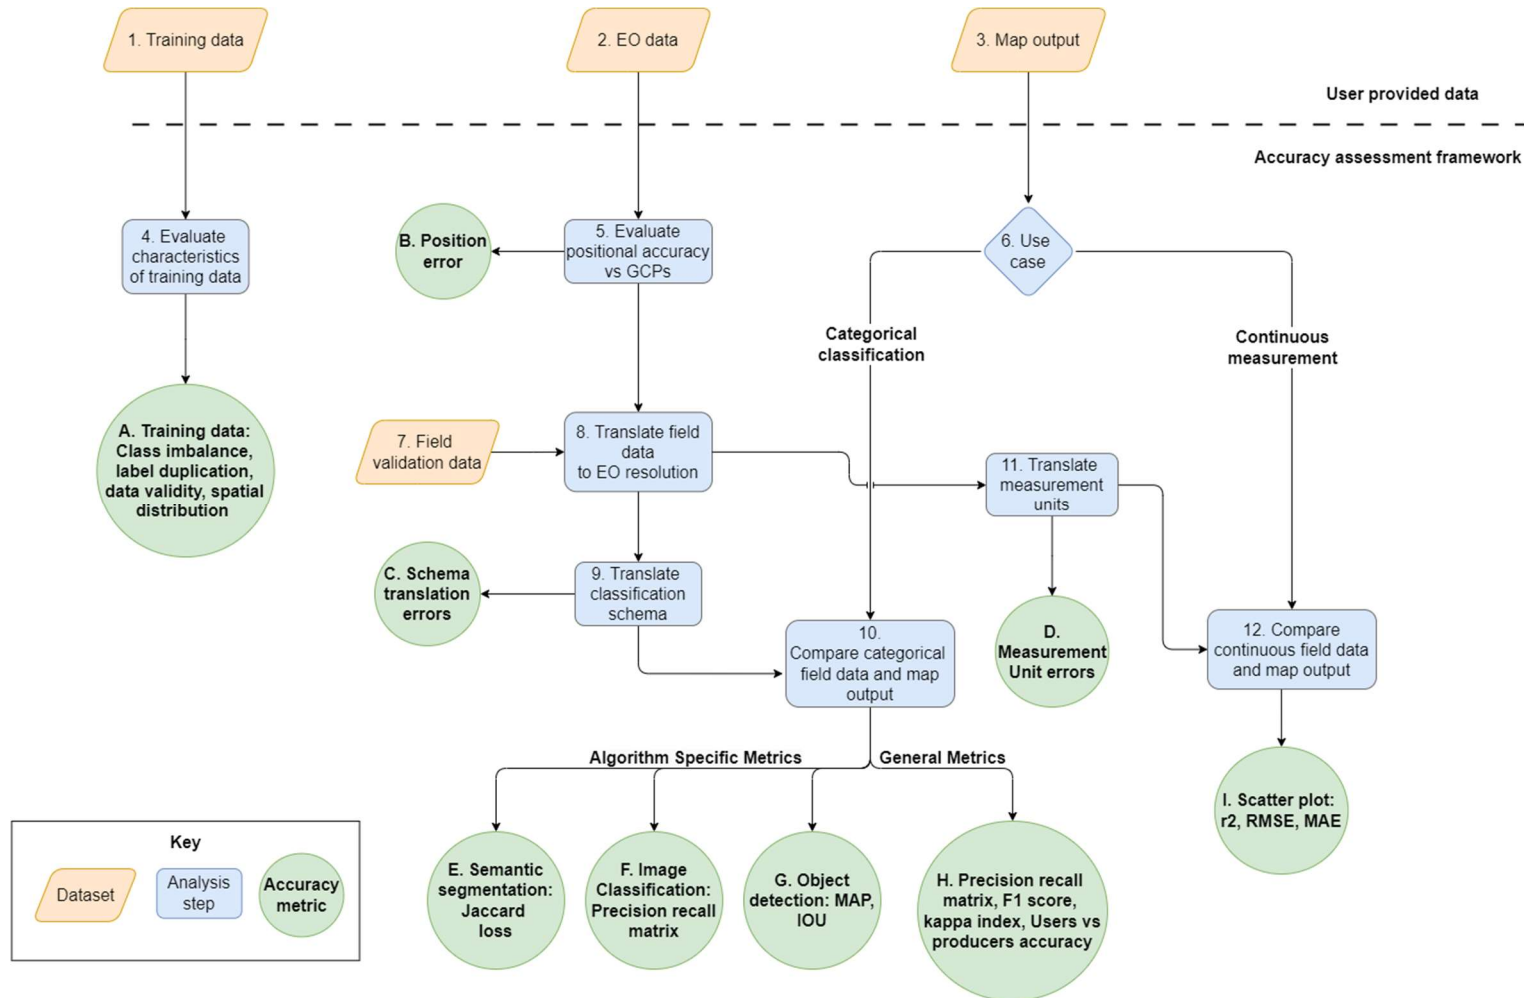 1. Training data
2. EO data
3. Map output
User provided data
Accuracy assessment framework
4. Evaluate
characteristics
of training data
B. Position
error
5. Evaluate
positional accuracy
vs GCPs
6. Use
case
Categorical
classification
Continuous
measurement
A. Training data:
Class imbalance,
label duplication,
data validity, spatial
distribution
7. Field
validation data
8. Translate field
data
to EO resolution
11. Translate
measurement
units
C. Schema
translation
errors
9. Translate
classification
schema
10.
Compare categorical
field data and map
output
D.
Measurement
Unit errors
12. Compare
continuous field data
and map output
Algorithm Specific Metrics
General Metrics
E. Semantic
segmentation:
Jaccard
loss
F. Image
Classification:
Precision recall
matrix
G. Object
detection: MAP,
IOU
H. Precision recall
matrix, F1 score,
kappa index, Users vs
producers accuracy
I. Scatter plot:
r2, RMSE, MAE
Key
Dataset
Analysis
step
Accuracy
metric